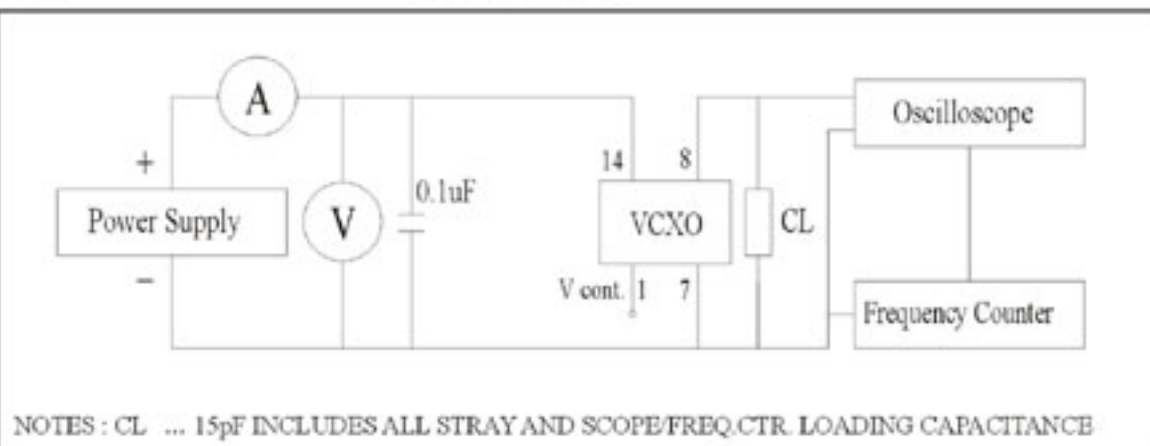 A
Oscilloscope
14 8
+
0.1uF
Power Supply
V
VCXO
CL
−
V cont. 1 7
Frequency Counter
NOTES : CL ... 15pF INCLUDES ALL STRAY AND SCOPE/FREQ.CTR. LOADING CAPACITANCE